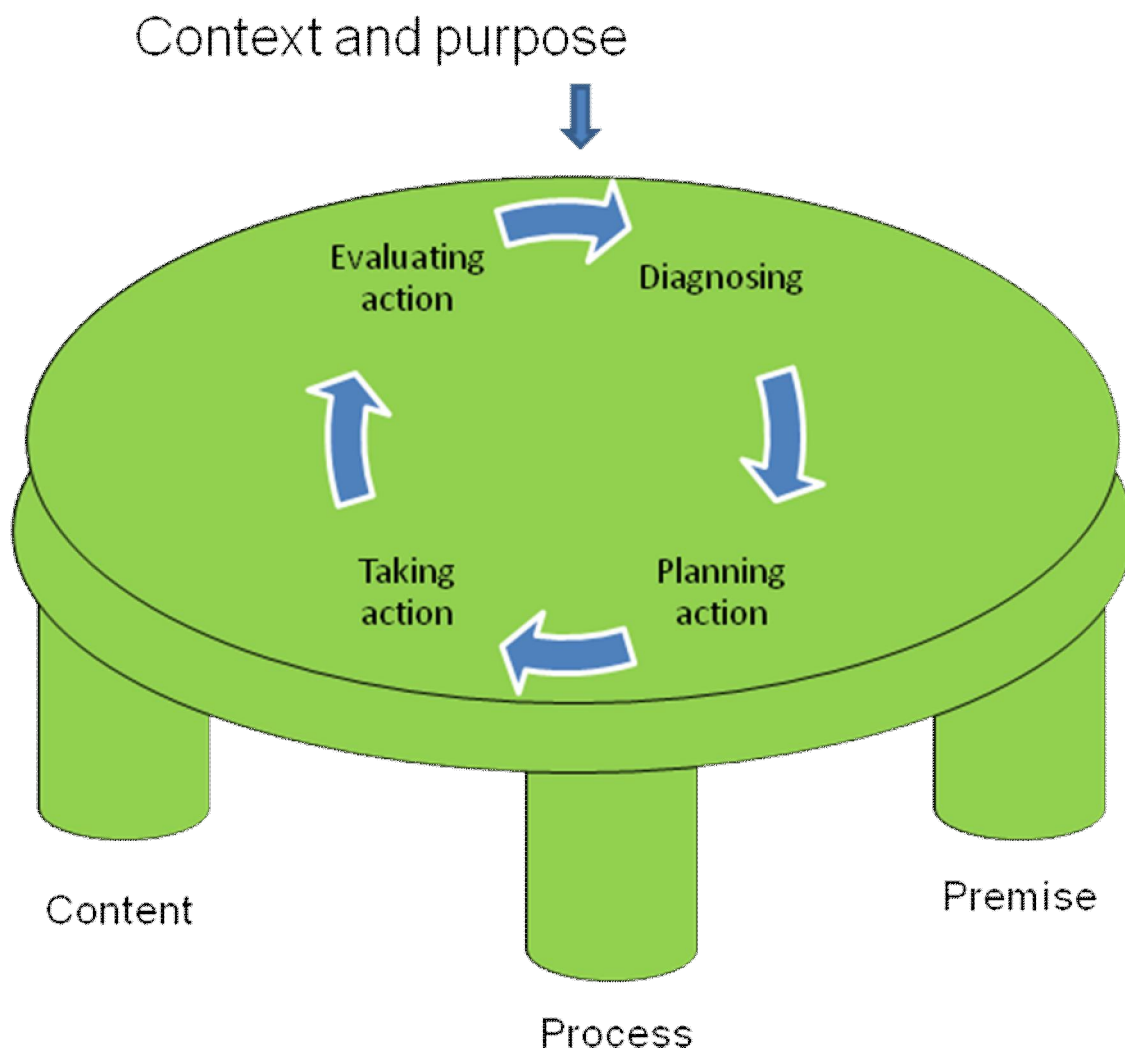 Context and purpose
Evaluating
action
Diagnosing
Taking
action
Planning
action
Content
Premise
Process